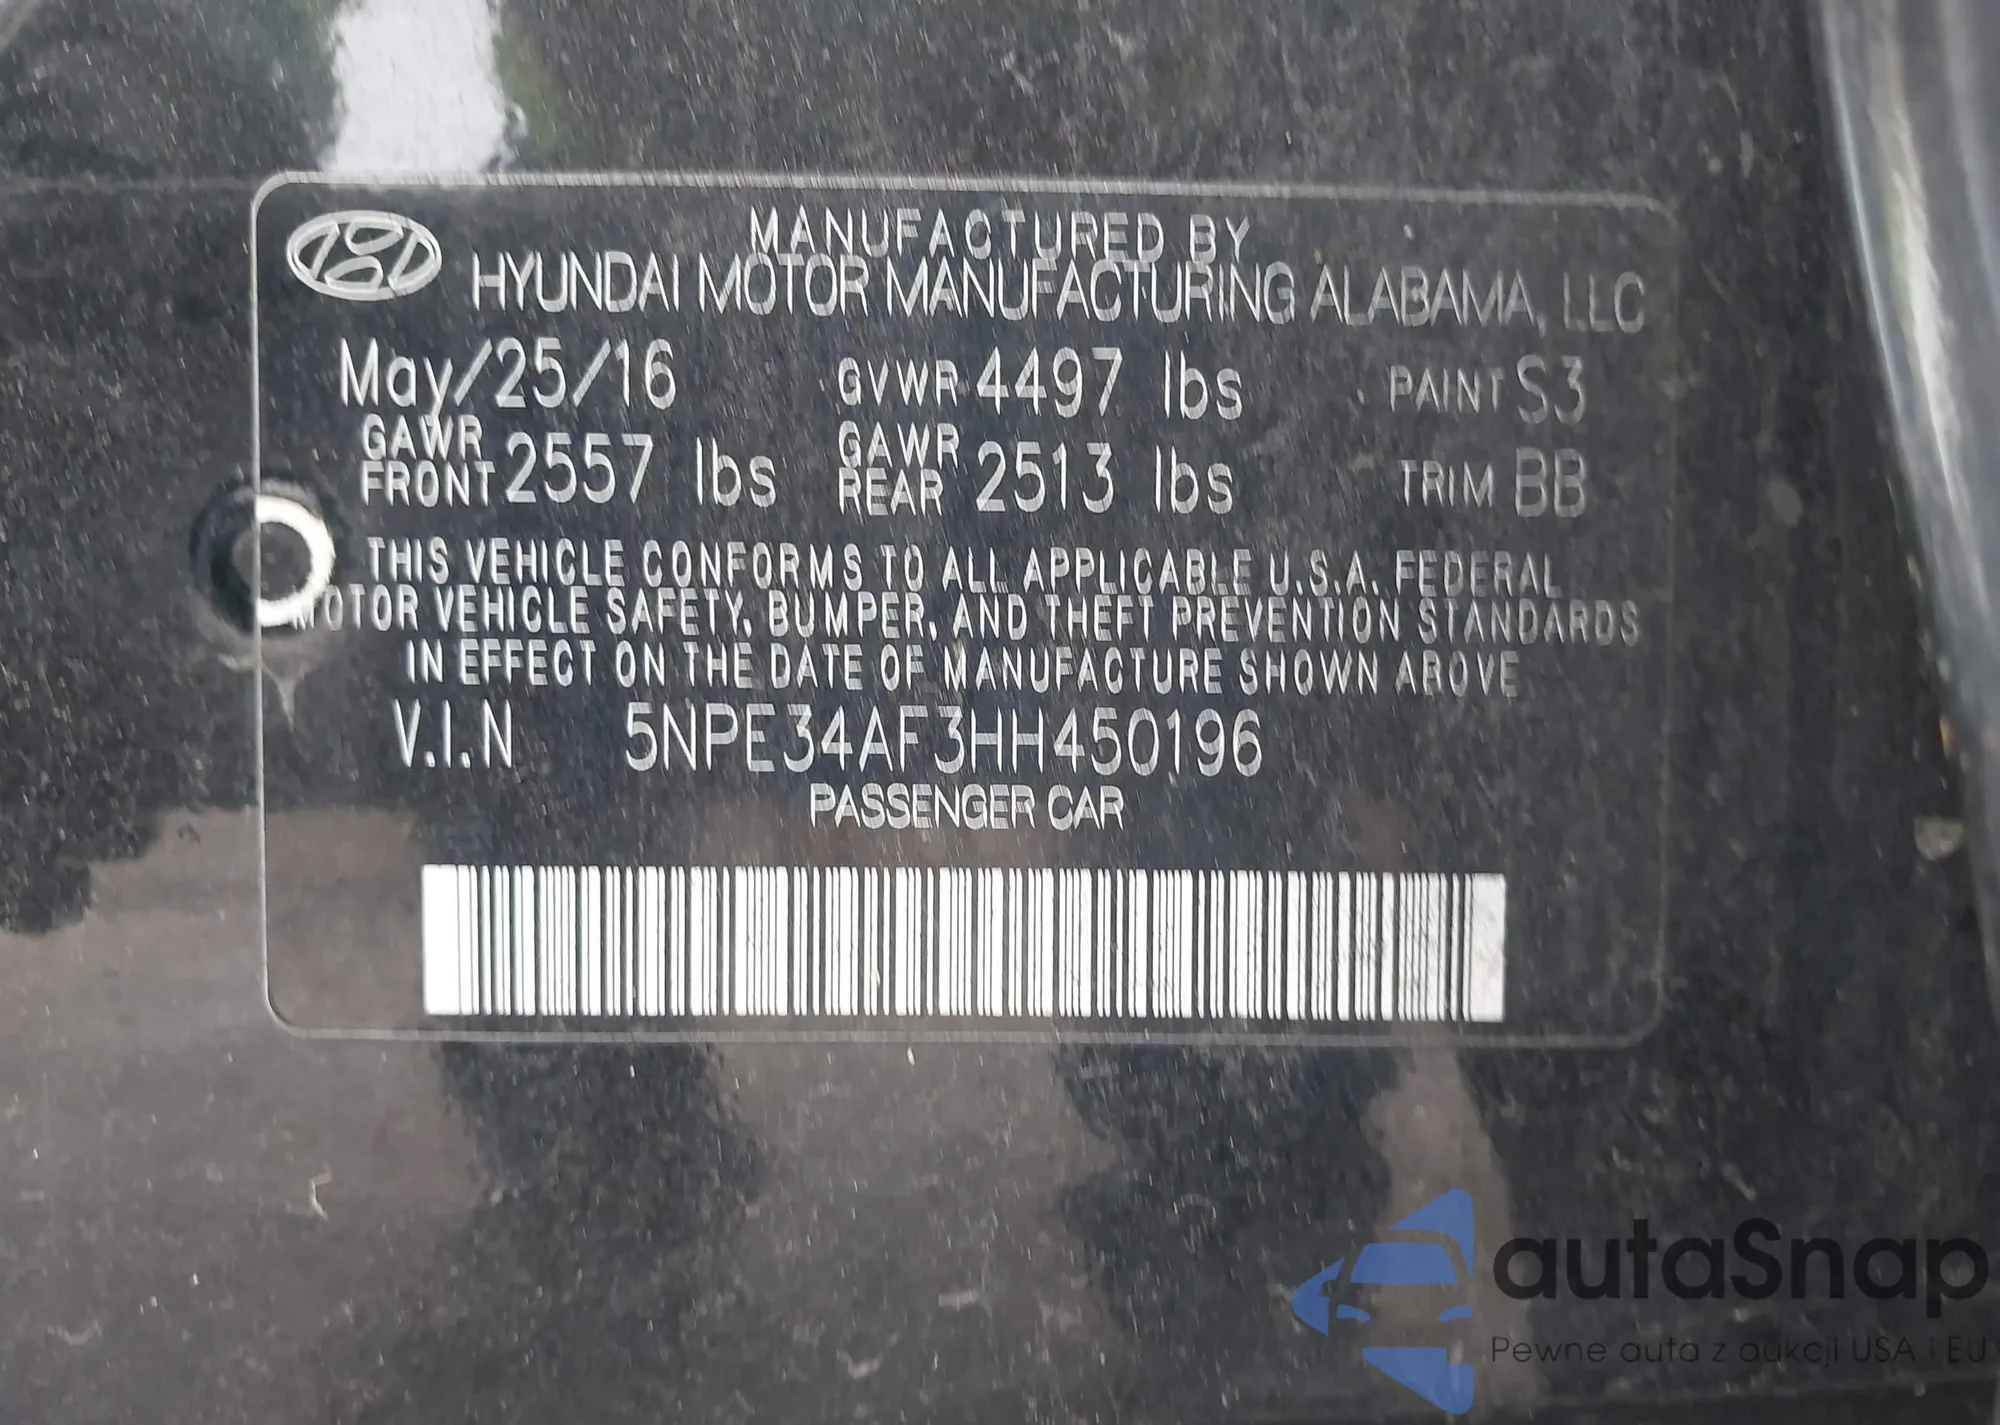 MANUFACTURED BY
HYUNDAI MOTOR MANUFACTURING ALABAMA, LLC
May/25/16 GVWR 4497 lbs PAINT S3
GAWR FRONT 2557 lbs GAWR REAR 2513 lbs TRIM BB
THIS VEHICLE CONFORMS TO ALL APPLICABLE U.S.A. FEDERAL
MOTOR VEHICLE SAFETY, BUMPER, AND THEFT PREVENTION STANDARDS
IN EFFECT ON THE DATE OF MANUFACTURE SHOWN ABOVE
V.I.N 5NPE34AF3HH450196
PASSENGER CAR
autaSnap
Pewne auta z aukcji USA i EU